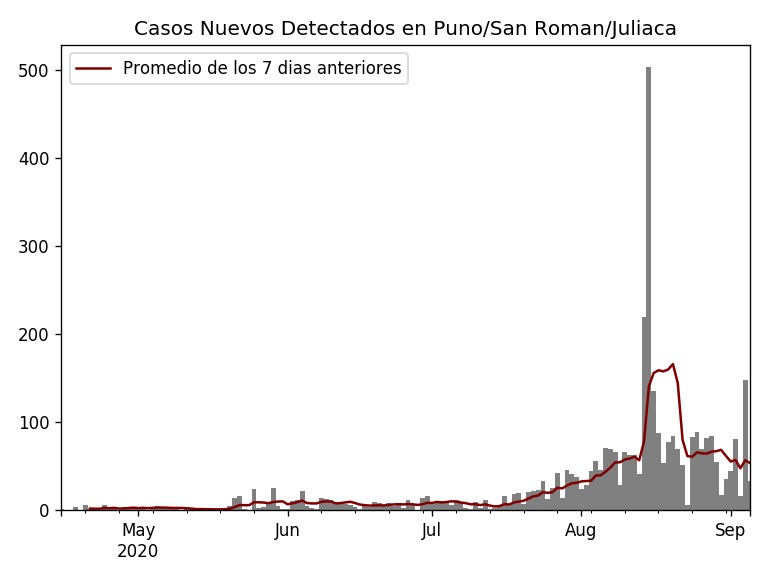 Casos Nuevos Detectados en Puno/San Roman/Juliaca
Promedio de los 7 dias anteriores
500
400
300
200
100
0
May
2020
Jun
Jul
Aug
Sep